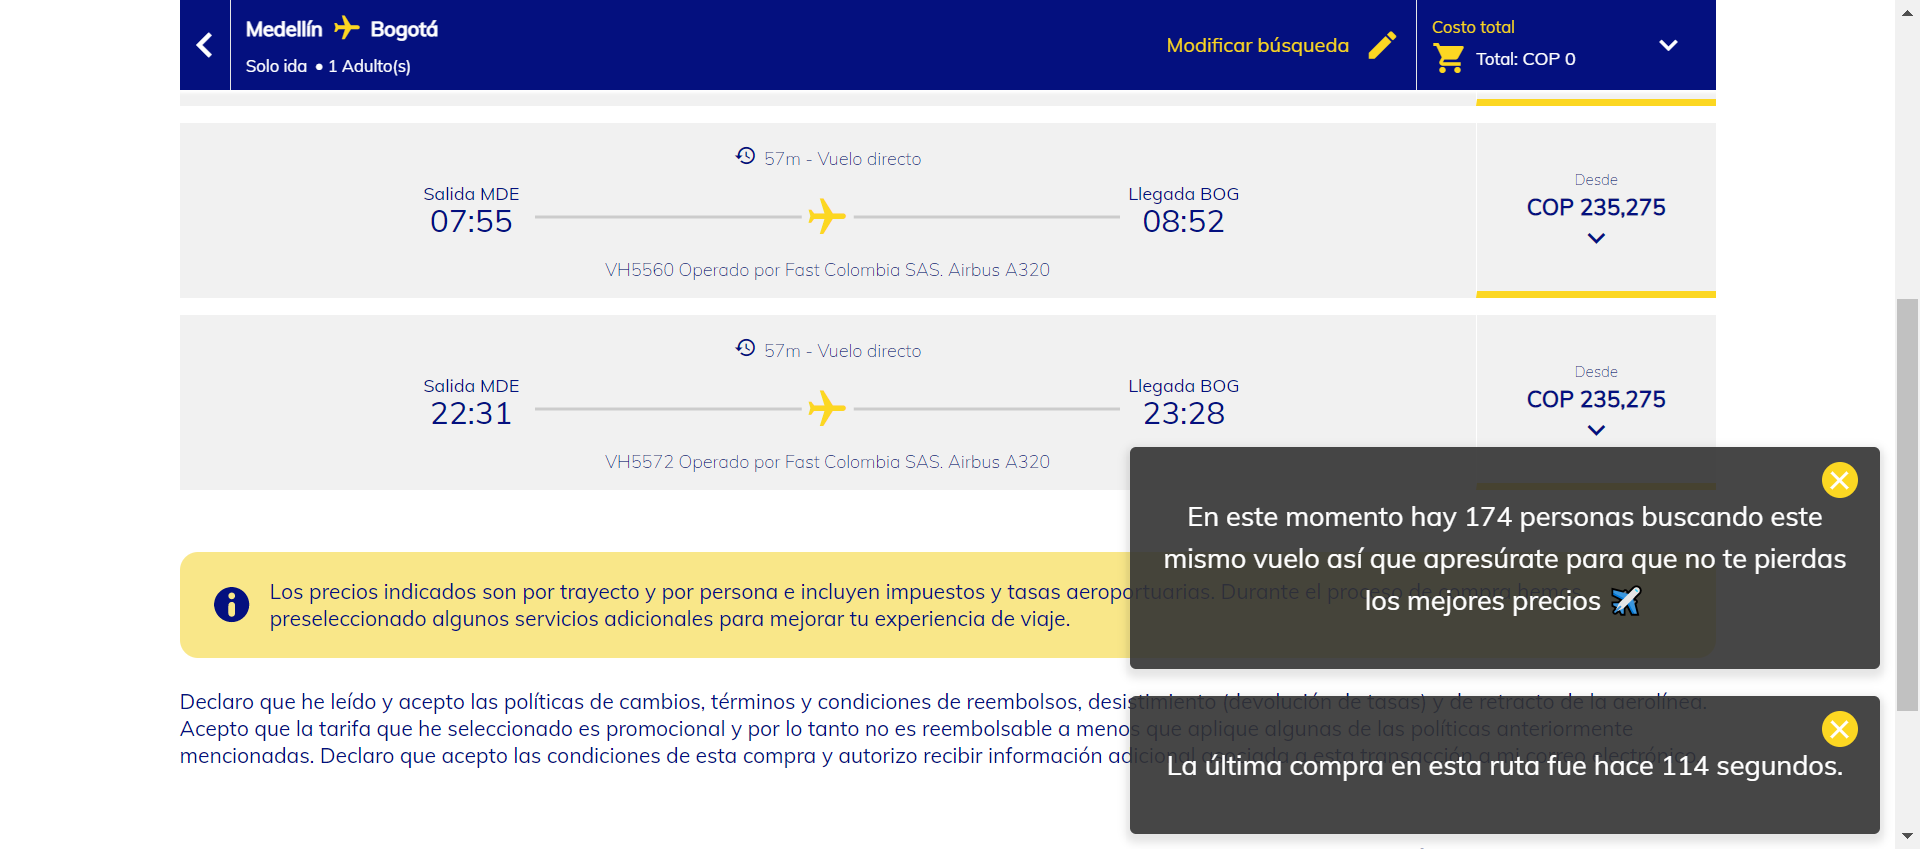 Medellín Bogotá
Solo ida • 1 Adulto(s)
Modificar búsqueda
Costo total
Total: COP 0
57m - Vuelo directo
Salida MDE
07:55
Llegada BOG
08:52
VH5560 Operado por Fast Colombia SAS. Airbus A320
Desde
COP 235,275
57m - Vuelo directo
Salida MDE
22:31
Llegada BOG
23:28
VH5572 Operado por Fast Colombia SAS. Airbus A320
Desde
COP 235,275
En este momento hay 174 personas buscando este
mismo vuelo así que apresúrate para que no te pierdas
los mejores precios
Los precios indicados son por trayecto y por persona e incluyen impuestos y tasas aeroportuarias. Durante el proceso de compra hemos
preseleccionado algunos servicios adicionales para mejorar tu experiencia de viaje.
Declaro que he leído y acepto las políticas de cambios, términos y condiciones de reembolsos, desistimiento (devolución de tasas) y de retracto de la aerolínea.
Acepto que la tarifa que he seleccionado es promocional y por lo tanto no es reembolsable a menos que aplique algunas de las políticas anteriormente
mencionadas. Declaro que acepto las condiciones de esta compra y autorizo recibir información adicional asociada a esta transacción a mi correo electrónico.
La última compra en esta ruta fue hace 114 segundos.